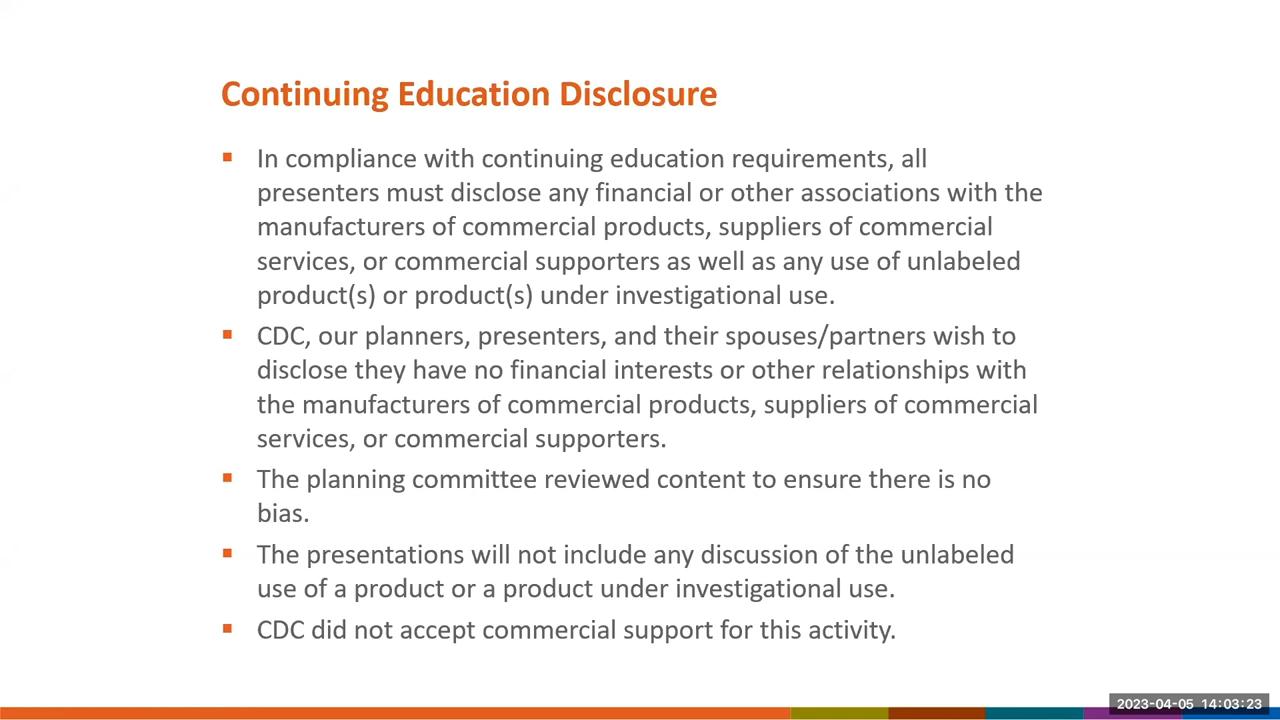 Continuing Education Disclosure
▪ In compliance with continuing education requirements, all
presenters must disclose any financial or other associations with the
manufacturers of commercial products, suppliers of commercial
services, or commercial supporters as well as any use of unlabeled
product(s) or product(s) under investigational use.
▪ CDC, our planners, presenters, and their spouses/partners wish to
disclose they have no financial interests or other relationships with
the manufacturers of commercial products, suppliers of commercial
services, or commercial supporters.
▪ The planning committee reviewed content to ensure there is no
bias.
▪ The presentations will not include any discussion of the unlabeled
use of a product or a product under investigational use.
▪ CDC did not accept commercial support for this activity.
2023-04-05 14:03:23